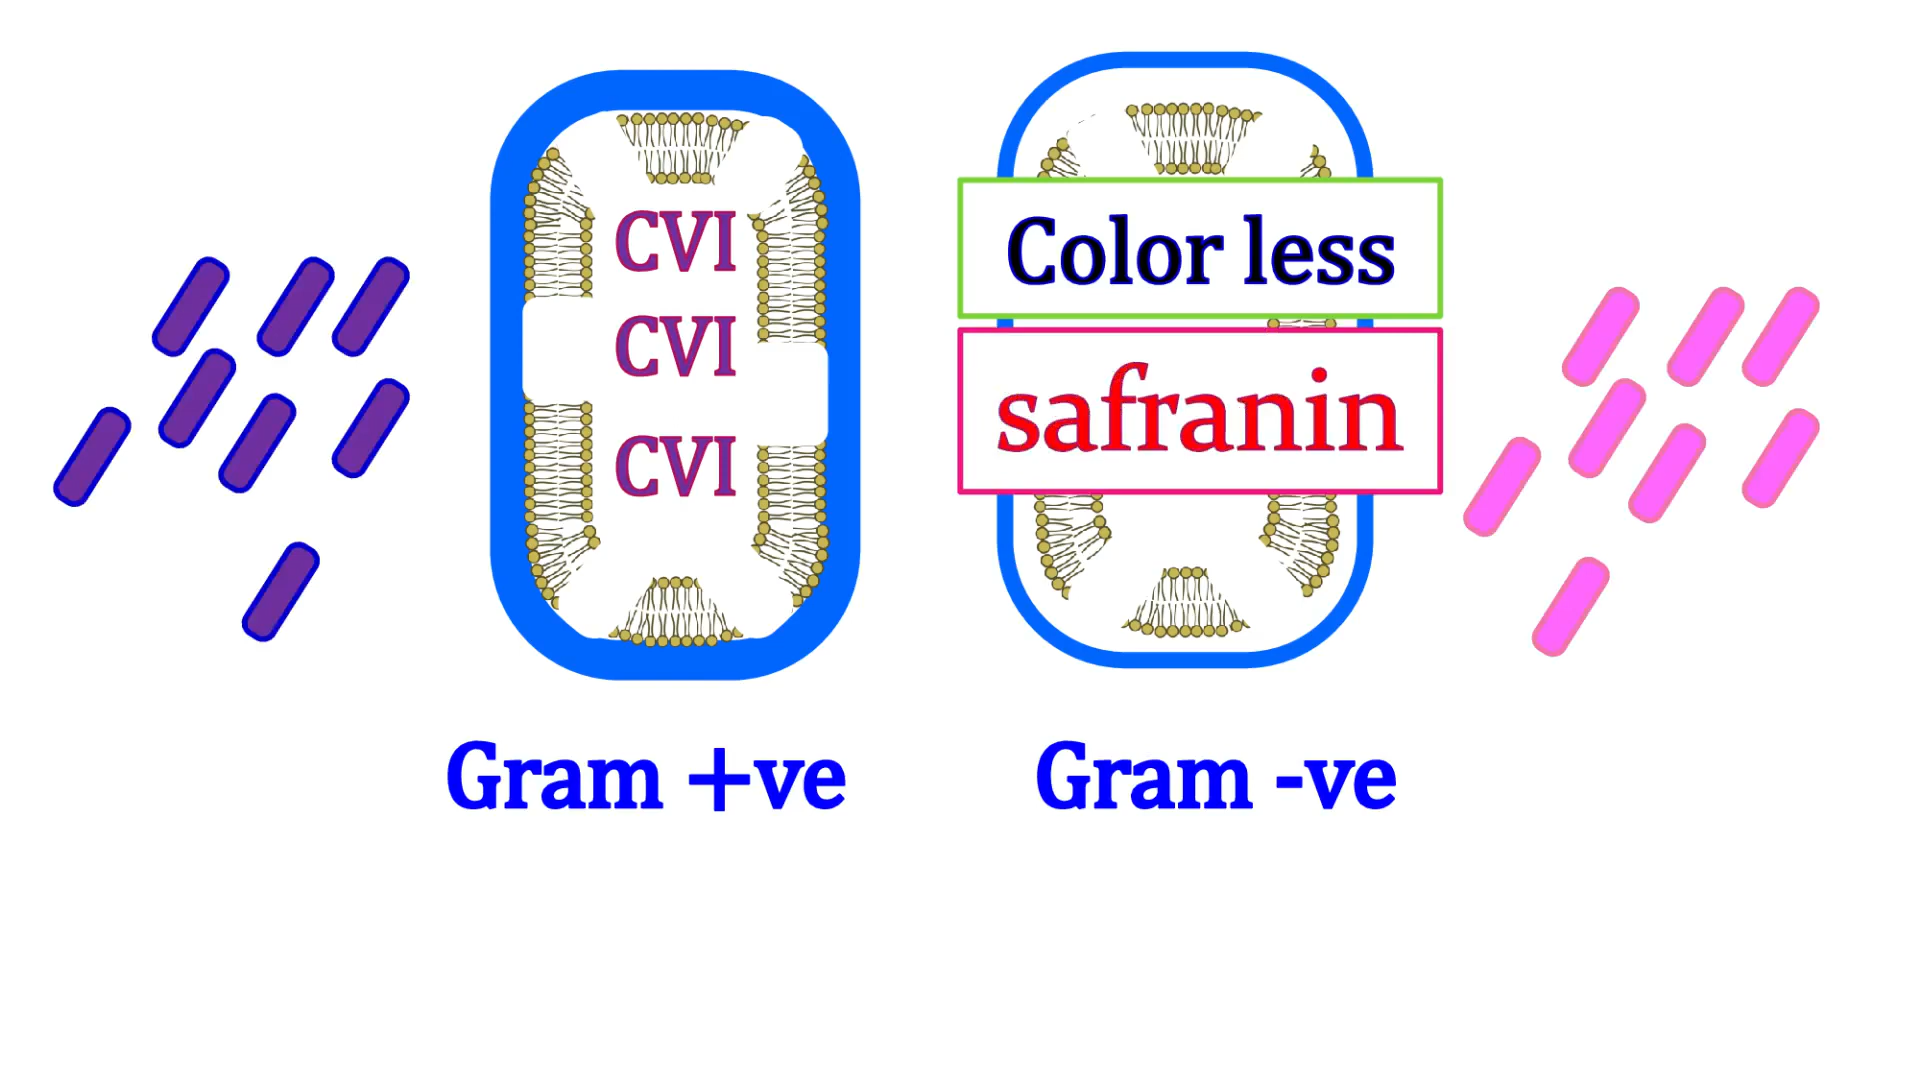 CVI
CVI
CVI
Color less
safranin
Gram +ve
Gram -ve